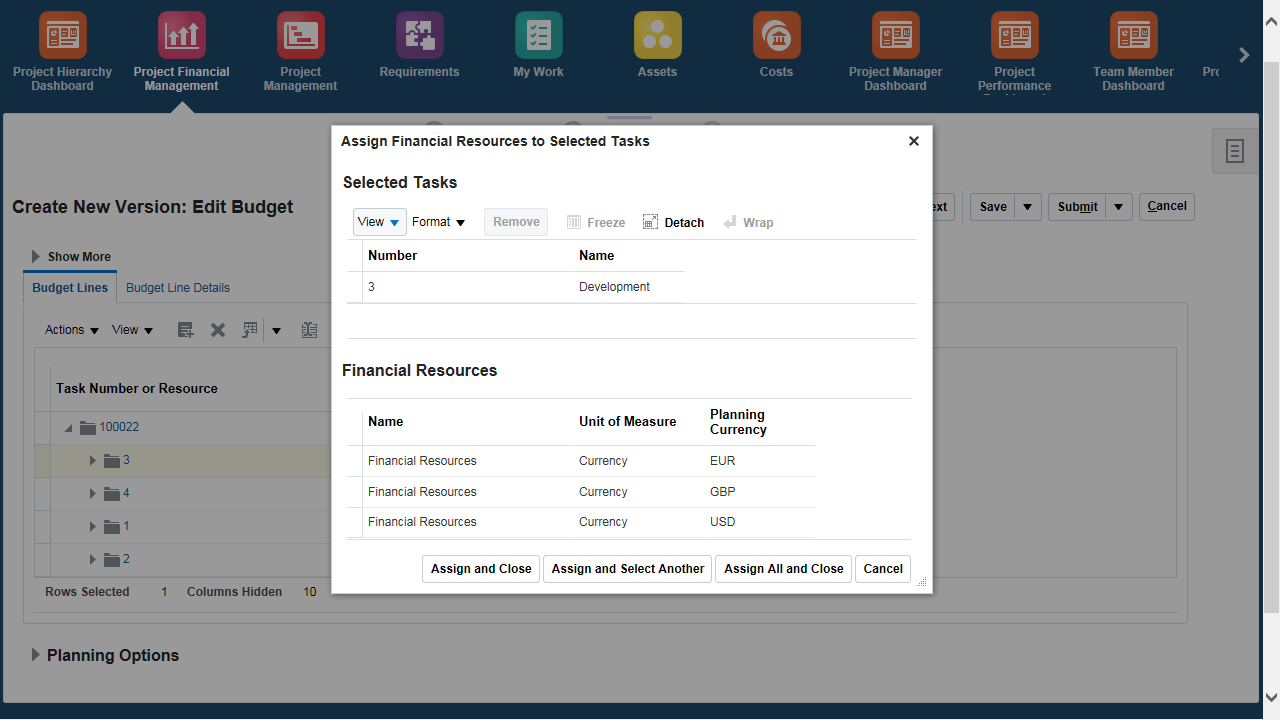 Project Hierarchy
Dashboard
Project Financial
Management
Project
Management
Requirements
My Work
Assets
Costs
Project Manager
Dashboard
Project
Performance
Team Member
Dashboard
Assign Financial Resources to Selected Tasks
Selected Tasks
Create New Version: Edit Budget
Save
Submit
Cancel
View
Format
Remove
Freeze
Detach
Wrap
Show More
Number
Name
3
Development
Budget Lines
Budget Line Details
Actions
View
Financial Resources
Task Number or Resource
Name
Unit of Measure
Planning
Currency
100022
3
4
1
2
Financial Resources
Currency
EUR
Financial Resources
Currency
GBP
Financial Resources
Currency
USD
Assign and Close
Assign and Select Another
Assign All and Close
Cancel
Rows Selected 1 Columns Hidden 10
Planning Options